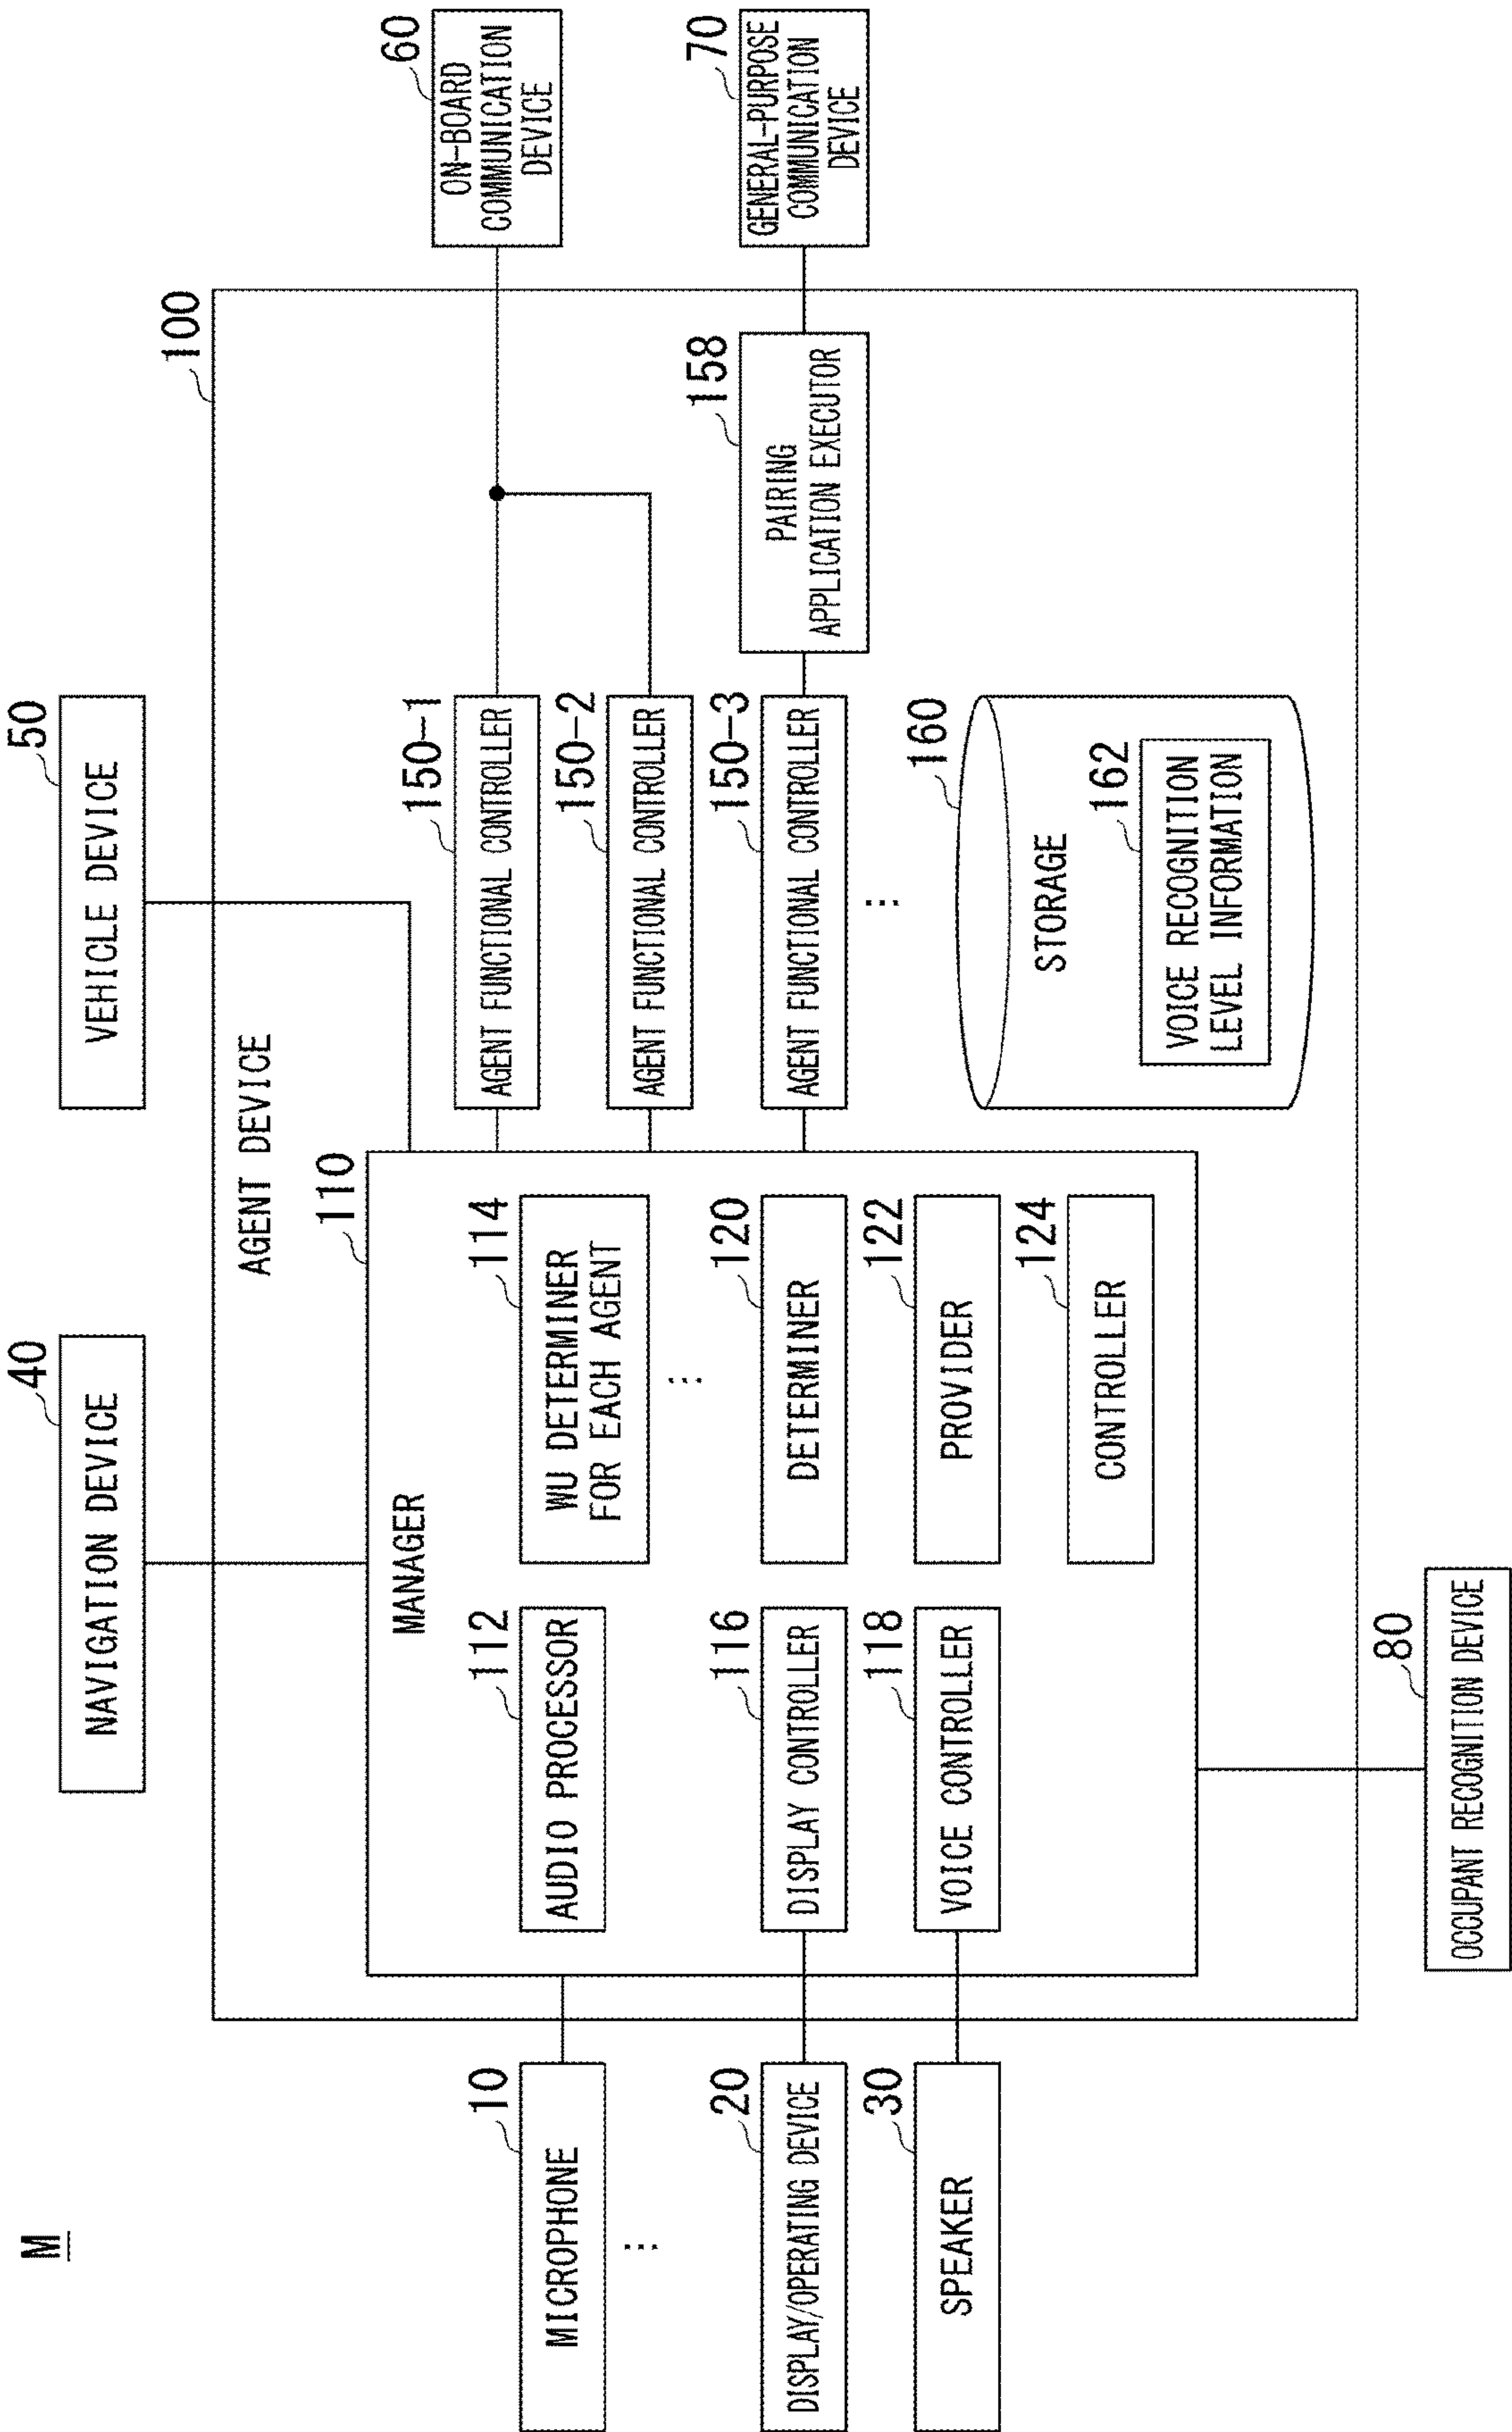 M
40
NAVIGATION DEVICE
50
VEHICLE DEVICE
100
AGENT DEVICE
60
ON-BOARD
COMMUNICATION
DEVICE
110
MANAGER
10
MICROPHONE
⋮
112
AUDIO PROCESSOR
114
WU DETERMINER
FOR EACH AGENT
⋮
150-1
AGENT FUNCTIONAL CONTROLLER
150-2
AGENT FUNCTIONAL CONTROLLER
20
DISPLAY/OPERATING DEVICE
116
DISPLAY CONTROLLER
120
DETERMINER
150-3
AGENT FUNCTIONAL CONTROLLER
⋮
158
PAIRING
APPLICATION EXECUTOR
70
GENERAL-PURPOSE
COMMUNICATION
DEVICE
30
SPEAKER
118
VOICE CONTROLLER
122
PROVIDER
124
CONTROLLER
160
STORAGE
162
VOICE RECOGNITION
LEVEL INFORMATION
80
OCCUPANT RECOGNITION DEVICE